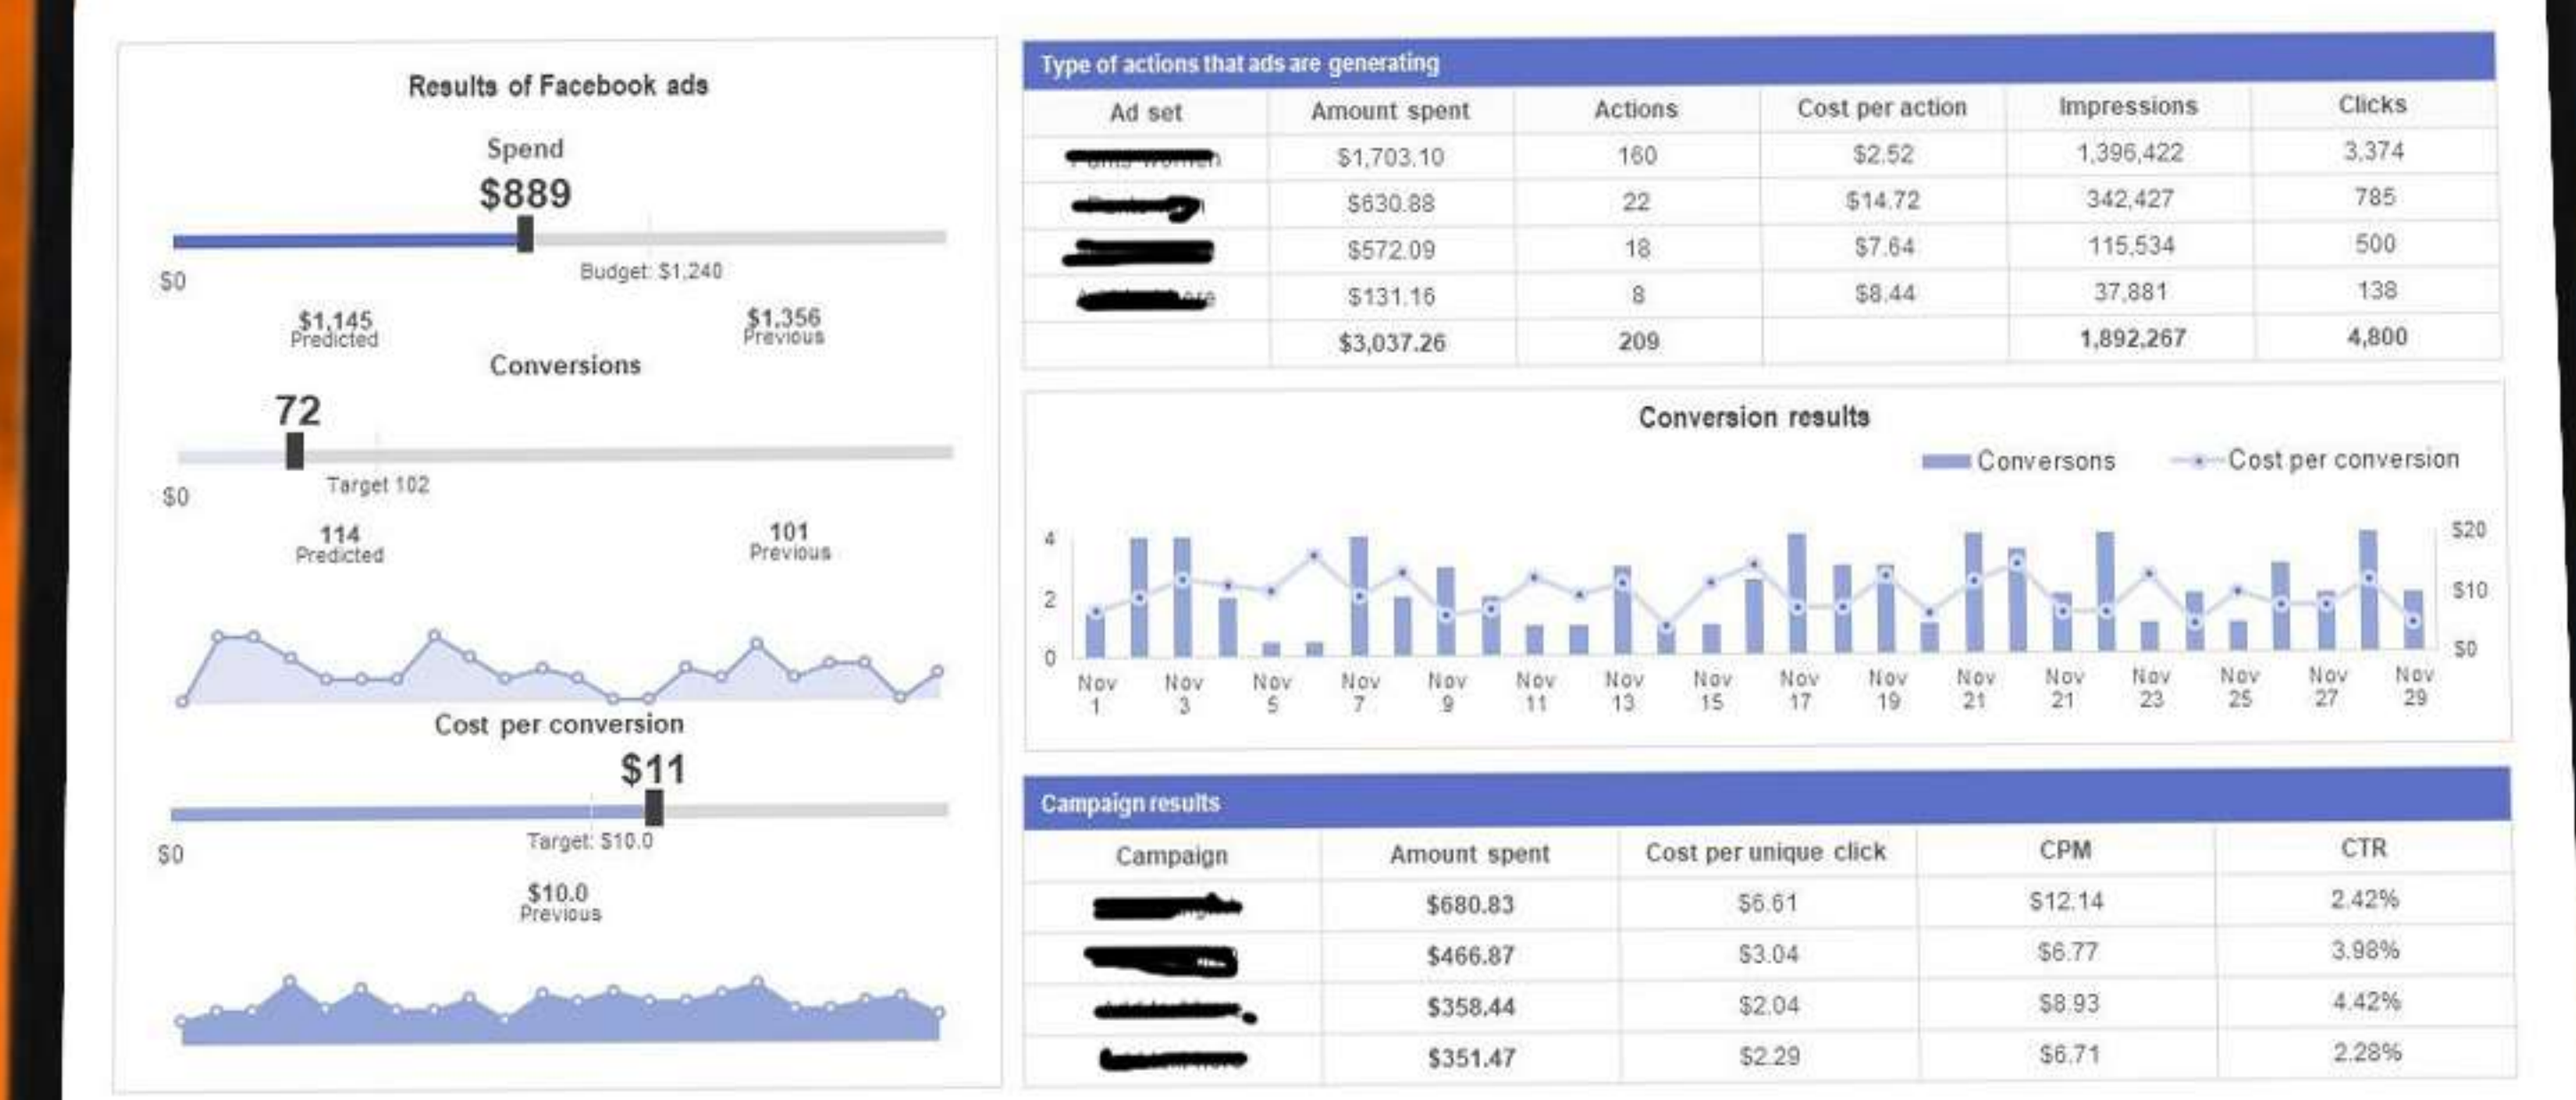 Results of Facebook ads
Spend
$889
$0
Budget: $1,240
$1,145
Predicted
$1,356
Previous
Conversions
72
$0
Target 102
114
Predicted
101
Previous
Cost per conversion
$11
$0
Target: $10.0
$10.0
Previous
Type of actions that ads are generating
Ad set Amount spent Actions Cost per action Impressions Clicks
$1,703.10 160 $2.52 1,396,422 3,374
$630.88 22 $14.72 342,427 785
$572.09 18 $7.64 115,534 500
$131.16 8 $8.44 37,881 138
$3,037.26 209 1,892,267 4,800
Conversion results
Conversons Cost per conversion
4 $20
2 $10
0 $0
Nov Nov Nov Nov Nov Nov Nov Nov Nov Nov Nov Nov Nov Nov Nov Nov
1 3 5 7 9 11 13 15 17 19 21 21 23 25 27 29
Campaign results
Campaign Amount spent Cost per unique click CPM CTR
$680.83 $6.61 $12.14 2.42%
$466.87 $3.04 $6.77 3.98%
$358.44 $2.04 $8.93 4.42%
$351.47 $2.29 $6.71 2.28%